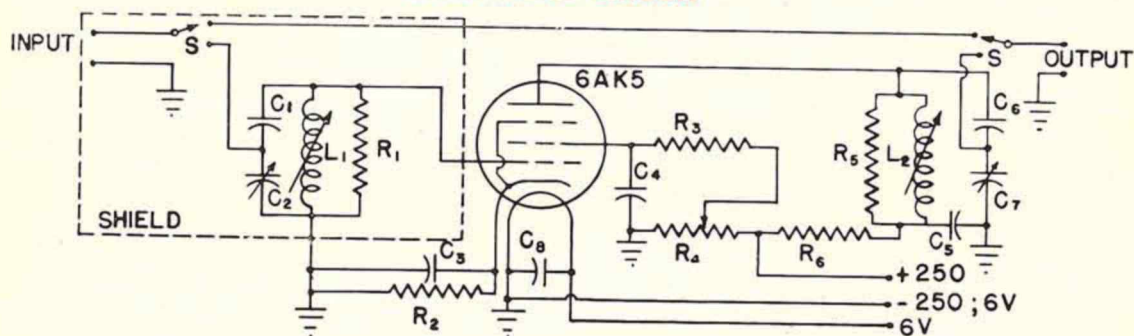 INPUT
S
6AK5
S
OUTPUT
C1
L1
R1
C2
SHIELD
C3
R2
C8
C4
R3
R4
R6
R5
L2
C6
C7
C5
+250
-250;6V
6V